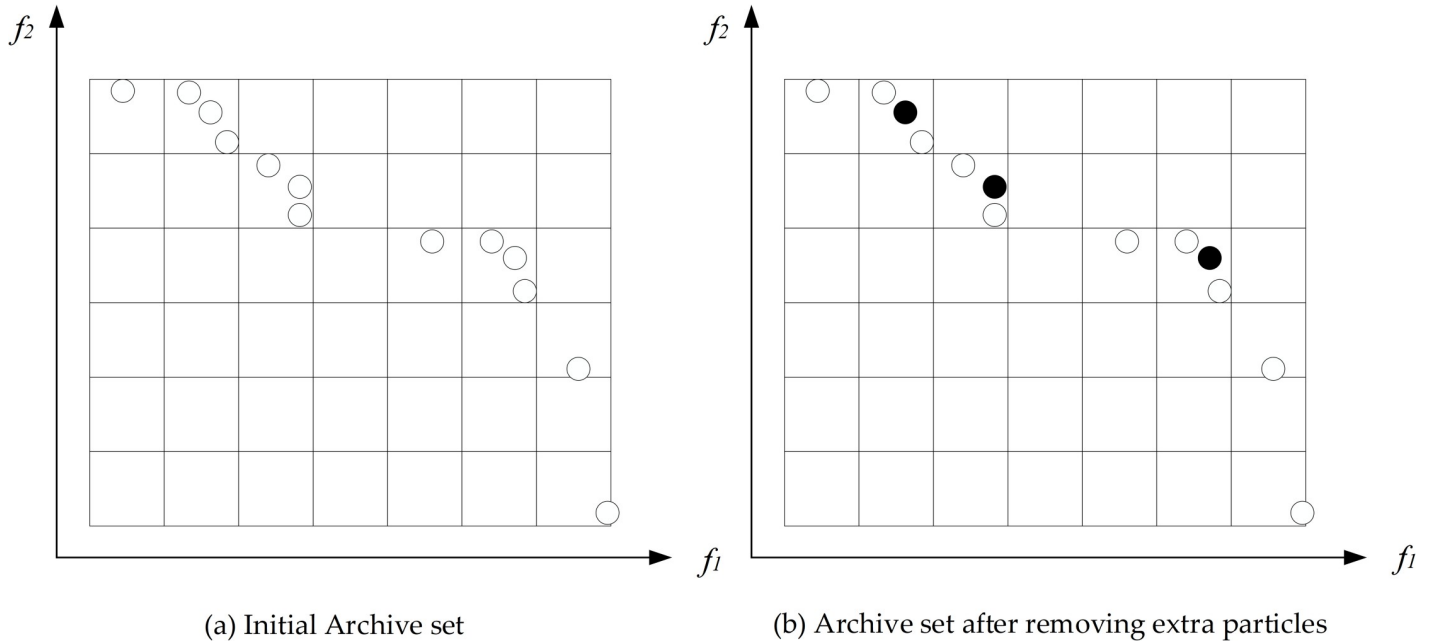 f2
f1
(a) Initial Archive set
f2
f1
(b) Archive set after removing extra particles